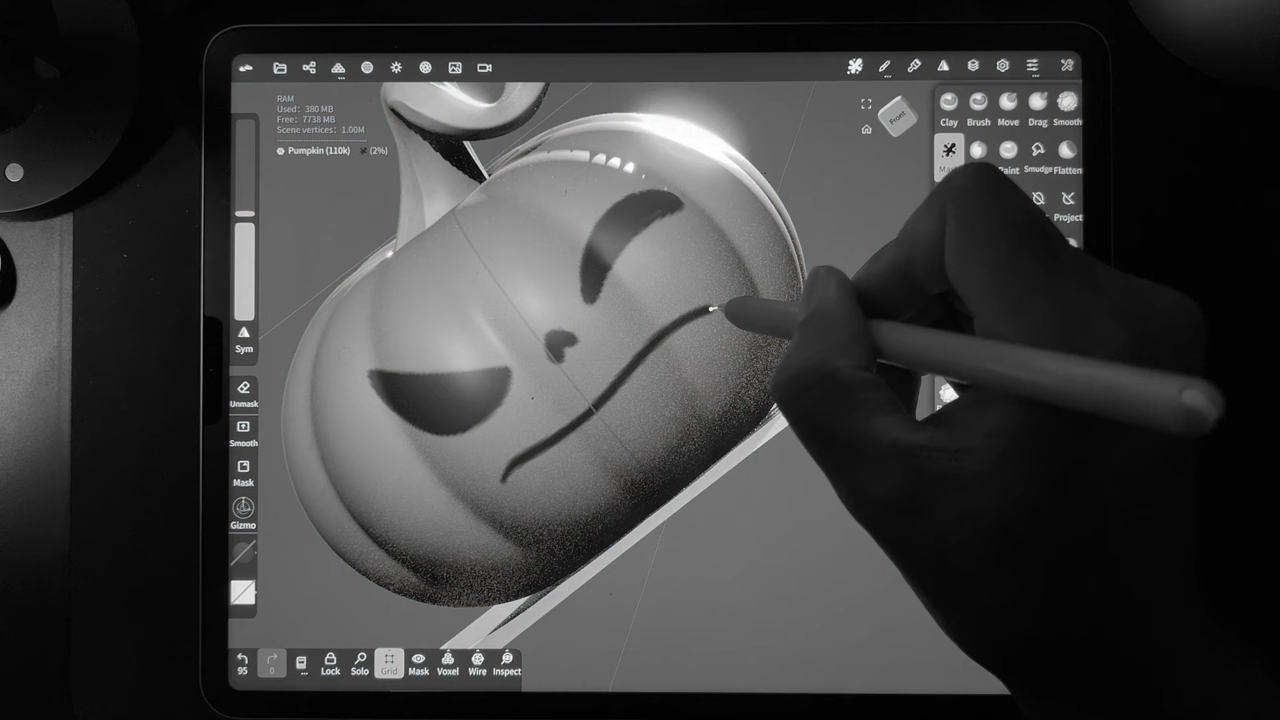 RAM
Used: 380 MB
Free: 7738 MB
Scene vertices: 1.00M
Pumpkin (110k) (2%)
Front
Clay Brush Move Drag Smooth
Paint Smudge Flatten
Project
Sym
Unmask
Smooth
Mask
Gizmo
95 0 Lock Solo Grid Mask Voxel Wire Inspect